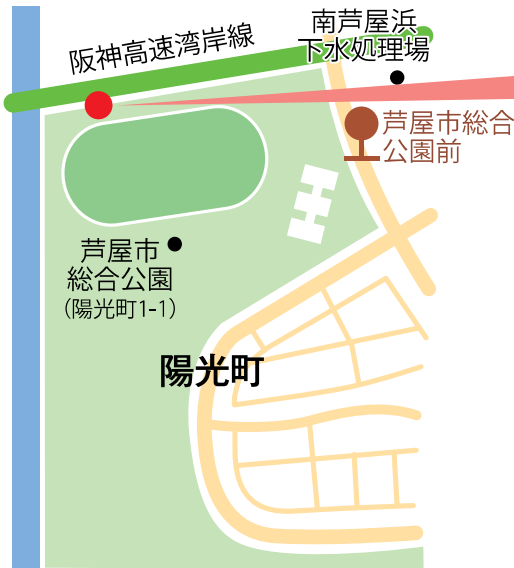 南芦屋浜
下水処理場
阪神高速湾岸線
芦屋市総合
公園前
芦屋市
総合公園
(陽光町1-1)
陽光町